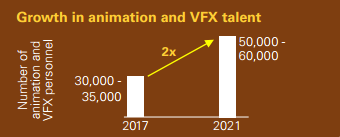 Growth in animation and VFX talent
Number of
animation and
VFX personnel
30,000 -
35,000
2x
50,000 -
60,000
2017
2021